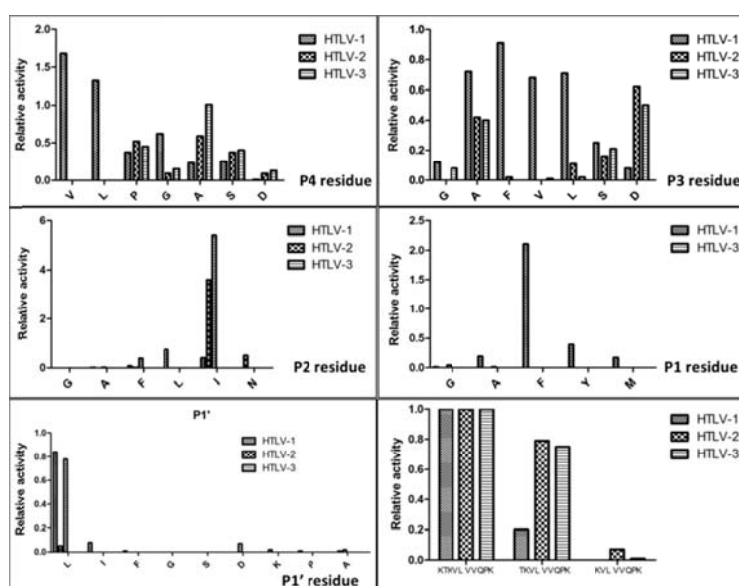 Relative activity
2.0
1.5
1.0
0.5
0.0
HTLV-1
HTLV-2
HTLV-3
V L P G A S D
P4 residue
Relative activity
1.0
0.8
0.6
0.4
0.2
0.0
HTLV-1
HTLV-2
HTLV-3
G A F V L S D
P3 residue
Relative activity
6
4
2
0
HTLV-1
HTLV-2
HTLV-3
G A F L I N
P2 residue
Relative activity
2.5
2.0
1.5
1.0
0.5
0.0
HTLV-1
HTLV-3
G A F Y M
P1 residue
P1'
Relative activity
1.0
0.8
0.6
0.4
0.2
0.0
HTLV-1
HTLV-2
HTLV-3
L I F G S D K P A
P1' residue
Relative activity
1.0
0.8
0.6
0.4
0.2
0.0
HTLV-1
HTLV-2
HTLV-3
KTKVL VVQPK TKVL VVQPK KVL VVQPK